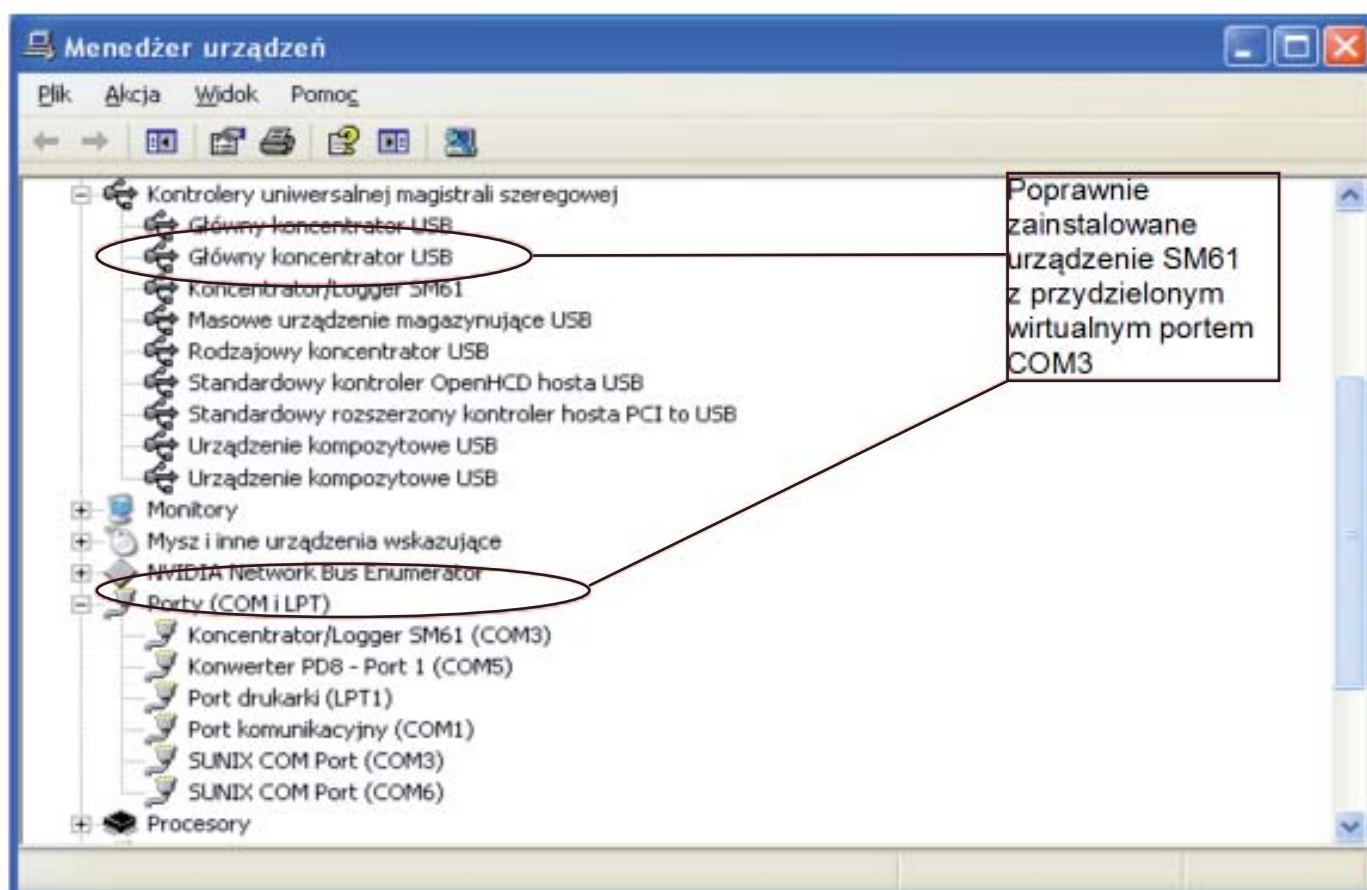 Menedżer urządzeń
Plik Akcja Widok Pomoc
Kontrolery uniwersalnej magistrali szeregowej
Główny koncentrator USB
Główny koncentrator USB
Koncentrator/Logger SM61
Masowe urządzenie magazynujące USB
Rodzajowy koncentrator USB
Standardowy kontroler OpenHCD hosta USB
Standardowy rozszerzony kontroler hosta PCI to USB
Urządzenie kompozytowe USB
Urządzenie kompozytowe USB
Monitory
Mysz i inne urządzenia wskazujące
NVIDIA Network Bus Enumerator
Porty (COM i LPT)
Koncentrator/Logger SM61 (COM3)
Konwerter PD8 - Port 1 (COM5)
Port drukarki (LPT1)
Port komunikacyjny (COM1)
SUNIX COM Port (COM3)
SUNIX COM Port (COM6)
Procesory
Poprawnie
zainstalowane
urządzenie SM61
z przydzielonym
wirtualnym portem
COM3